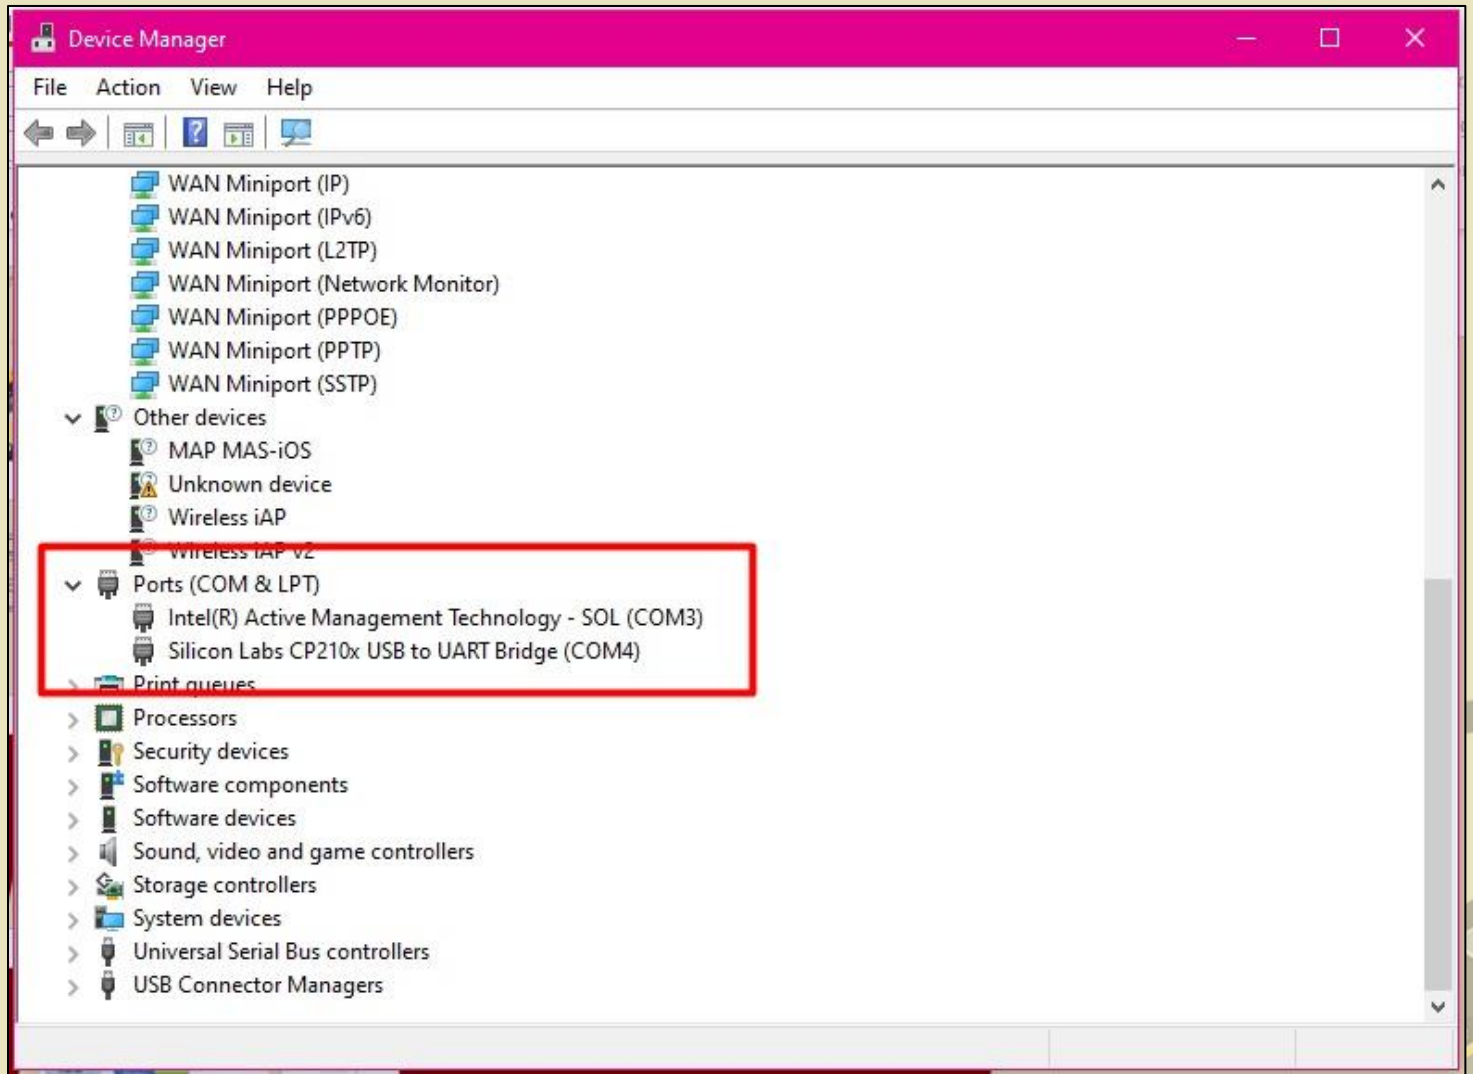 Device Manager
File Action View Help
WAN Miniport (IP)
WAN Miniport (IPv6)
WAN Miniport (L2TP)
WAN Miniport (Network Monitor)
WAN Miniport (PPPOE)
WAN Miniport (PPTP)
WAN Miniport (SSTP)
Other devices
MAP MAS-iOS
Unknown device
Wireless iAP
Wireless iAP v2
Ports (COM & LPT)
Intel(R) Active Management Technology - SOL (COM3)
Silicon Labs CP210x USB to UART Bridge (COM4)
Print queues
Processors
Security devices
Software components
Software devices
Sound, video and game controllers
Storage controllers
System devices
Universal Serial Bus controllers
USB Connector Managers